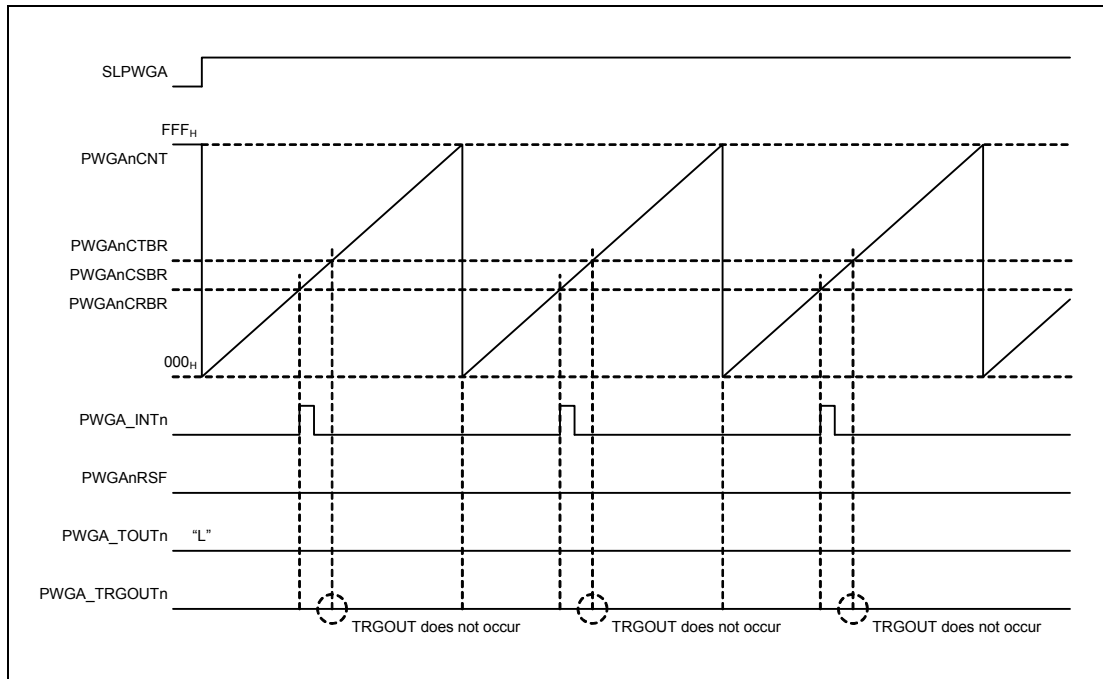 SLPWGA
FFFH
PWGAnCNT
PWGAnCTBR
PWGAnCSBR
PWGAnCRBR
000H
PWGA_INTn
PWGAnRSF
PWGA_TOUTn "L"
PWGA_TRGOUTn
TRGOUT does not occur TRGOUT does not occur TRGOUT does not occur